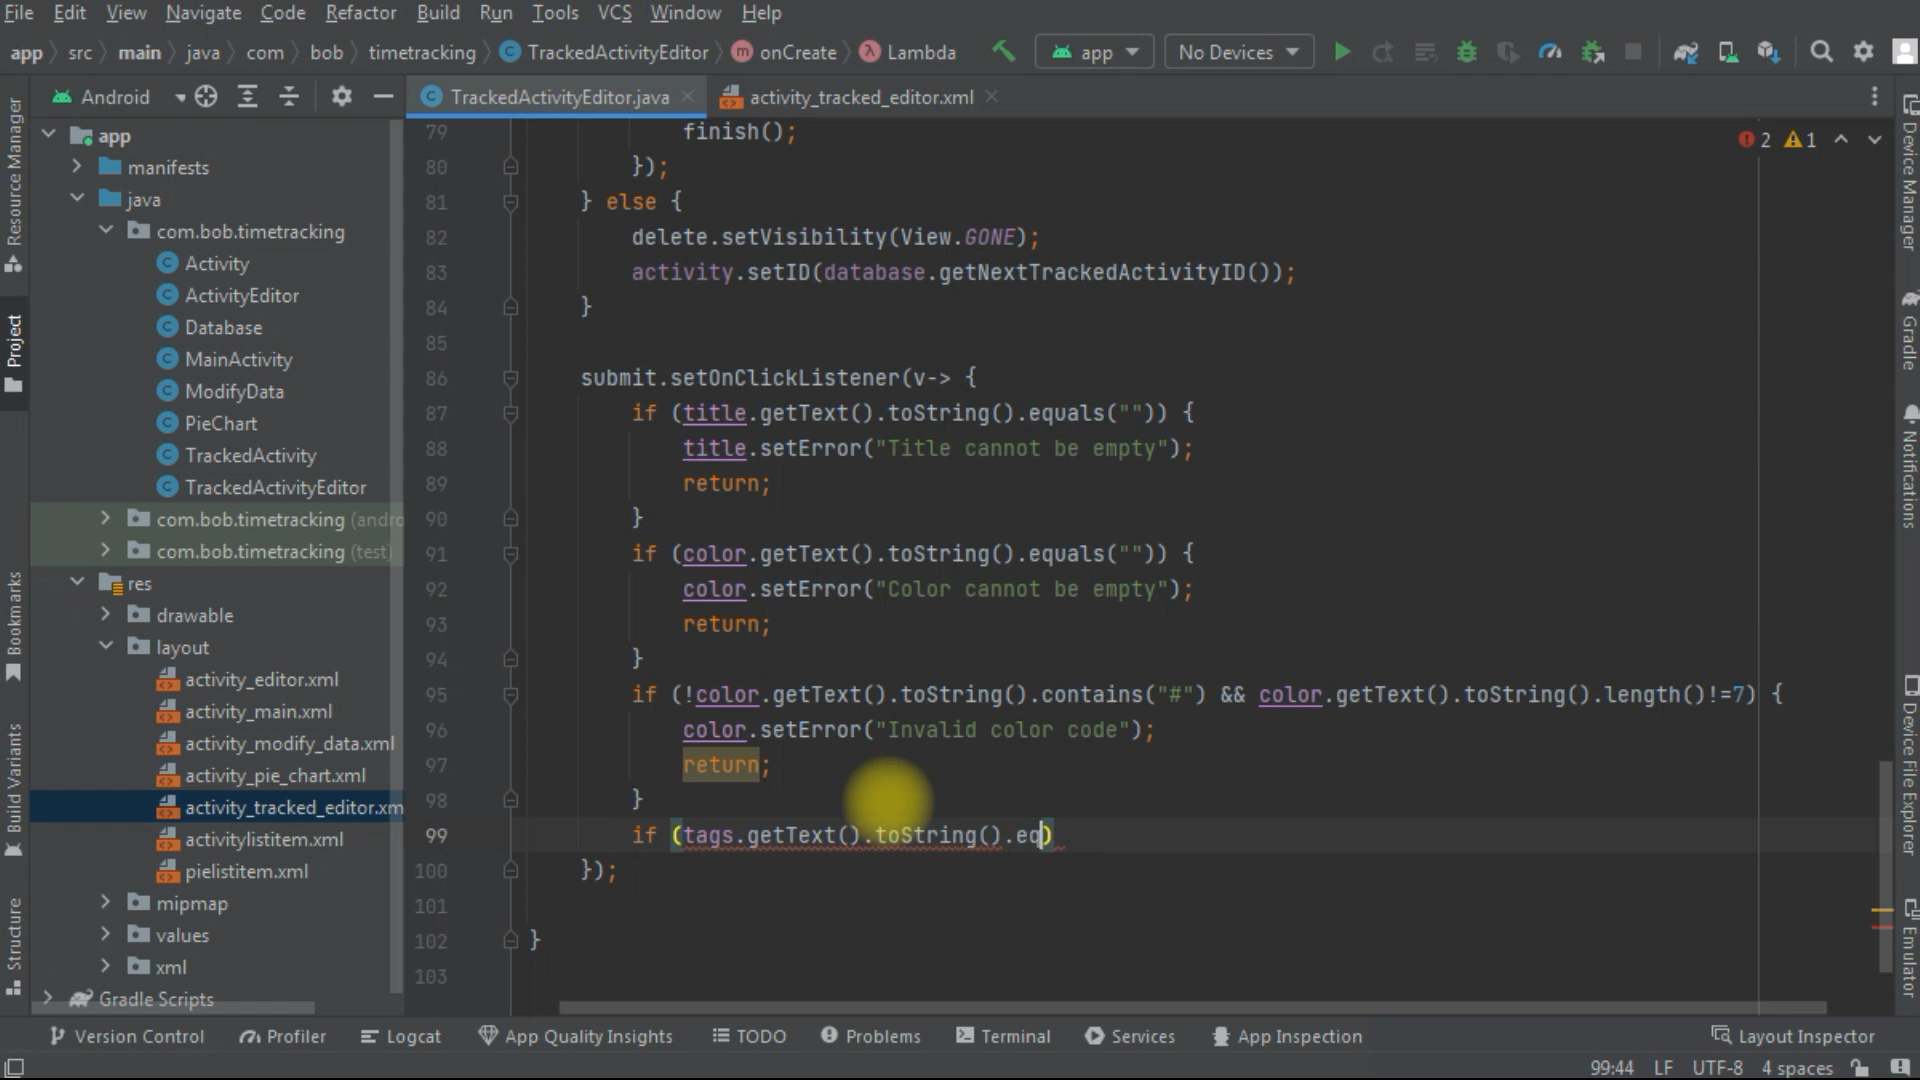 File Edit View Navigate Code Refactor Build Run Tools VCS Window Help
app src main java com bob timetracking TrackedActivityEditor onCreate Lambda app No Devices
Android
TrackedActivityEditor.java activity_tracked_editor.xml
2 1
Resource Manager
Project
Bookmarks
Build Variants
Structure
app
manifests
java
com.bob.timetracking
Activity
ActivityEditor
Database
MainActivity
ModifyData
PieChart
TrackedActivity
TrackedActivityEditor
com.bob.timetracking (andro
com.bob.timetracking (test)
res
drawable
layout
activity_editor.xml
activity_main.xml
activity_modify_data.xml
activity_pie_chart.xml
activity_tracked_editor.xm
activitylistitem.xml
pielistitem.xml
mipmap
values
xml
Gradle Scripts
79 finish();
80 });
81 } else {
82 delete.setVisibility(View.GONE);
83 activity.setID(database.getNextTrackedActivityID());
84 }
85
86 submit.setOnClickListener(v-> {
87 if (title.getText().toString().equals("")) {
88 title.setError("Title cannot be empty");
89 return;
90 }
91 if (color.getText().toString().equals("")) {
92 color.setError("Color cannot be empty");
93 return;
94 }
95 if (!color.getText().toString().contains("#") && color.getText().toString().length()!=7) {
96 color.setError("Invalid color code");
97 return;
98 }
99 if (tags.getText().toString().eq)
100 });
101
102 }
103
Device Manager
Gradle
Notifications
Device File Explorer
Emulator
Version Control Profiler Logcat App Quality Insights TODO Problems Terminal Services App Inspection Layout Inspector
99:44 LF UTF-8 4 spaces